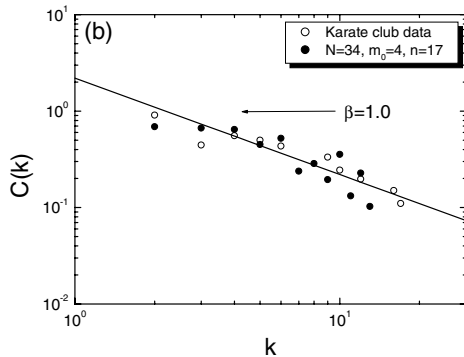 (b)
Karate club data
N=34, m₀=4, n=17
β=1.0
C(k)
10¹
10⁰
10⁻¹
10⁻²
10⁰
10¹
k